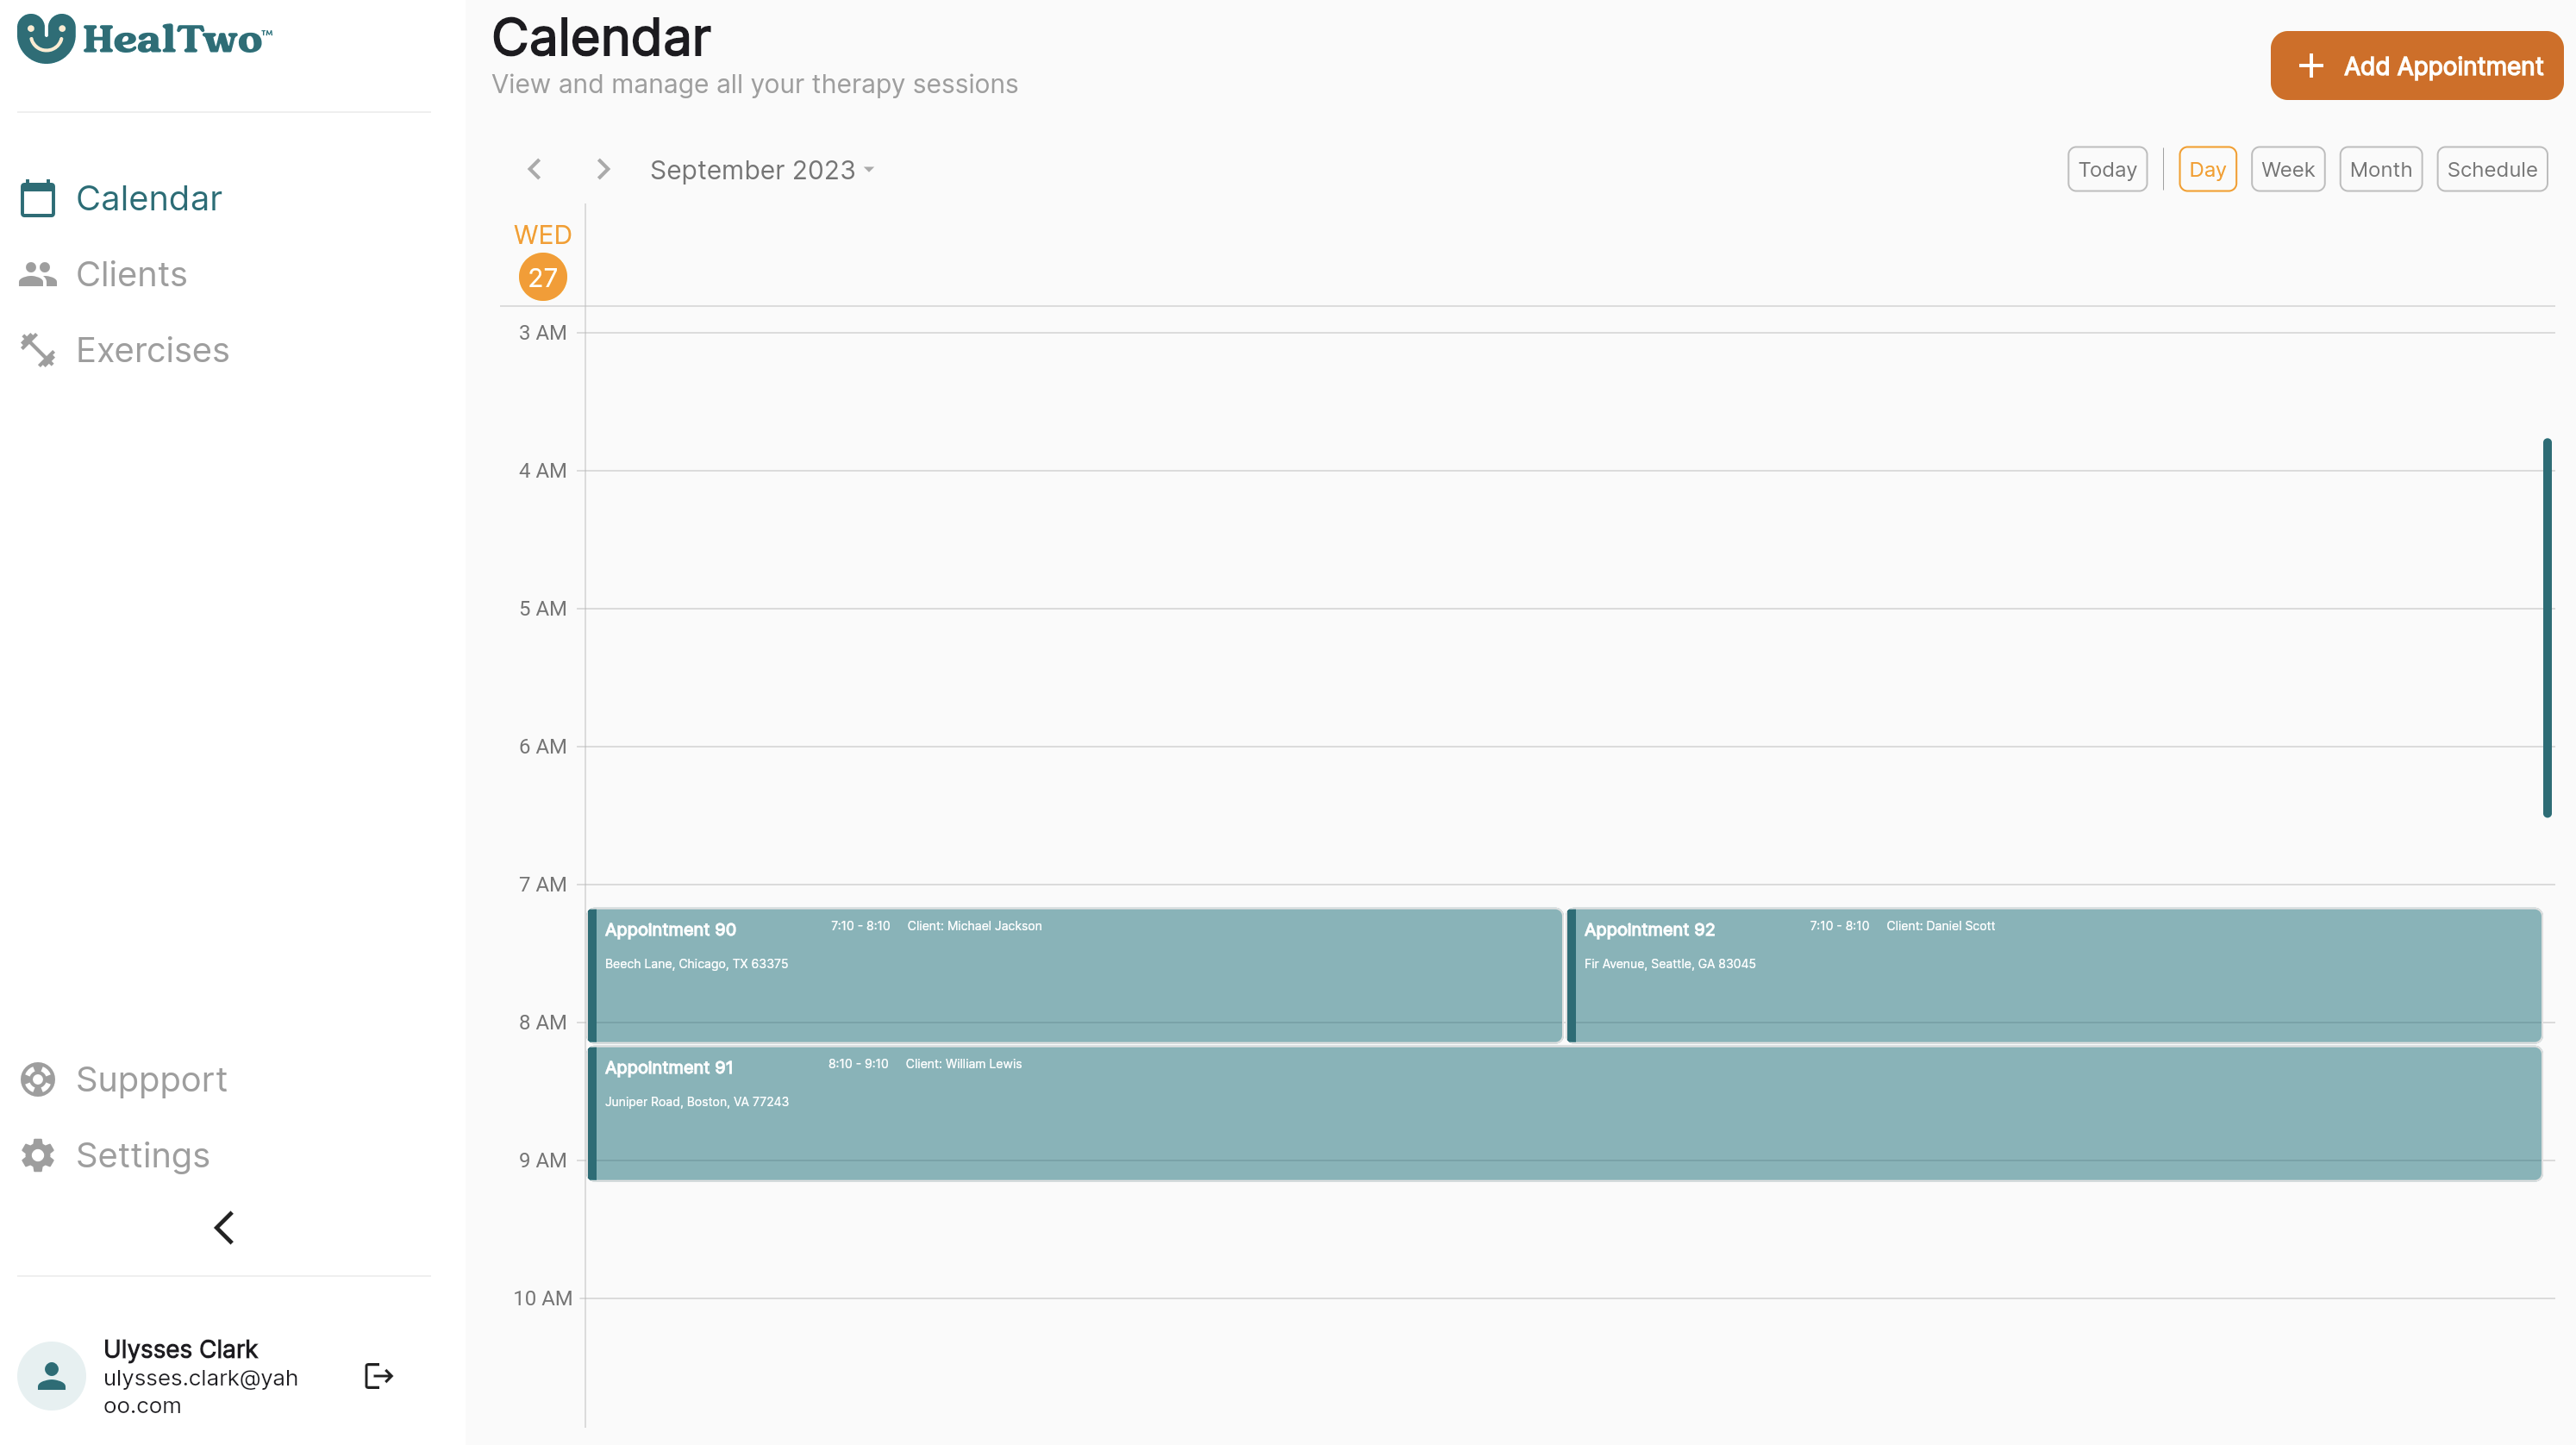 HealTwo™
Calendar
Clients
Exercises
Suppport
Settings
Ulysses Clark
ulysses.clark@yah
oo.com
Calendar
View and manage all your therapy sessions
Add Appointment
September 2023
Today
Day
Week
Month
Schedule
WED
27
3 AM
4 AM
5 AM
6 AM
7 AM
Appointment 90 7:10 - 8:10 Client: Michael Jackson
Beech Lane, Chicago, TX 63375
Appointment 92 7:10 - 8:10 Client: Daniel Scott
Fir Avenue, Seattle, GA 83045
8 AM
Appointment 91 8:10 - 9:10 Client: William Lewis
Juniper Road, Boston, VA 77243
9 AM
10 AM